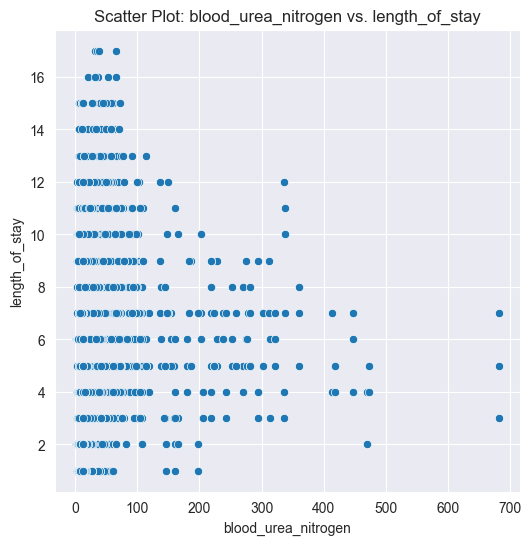 Scatter Plot: blood_urea_nitrogen vs. length_of_stay
16
14
12
10
8
6
4
2
length_of_stay
0 100 200 300 400 500 600 700
blood_urea_nitrogen